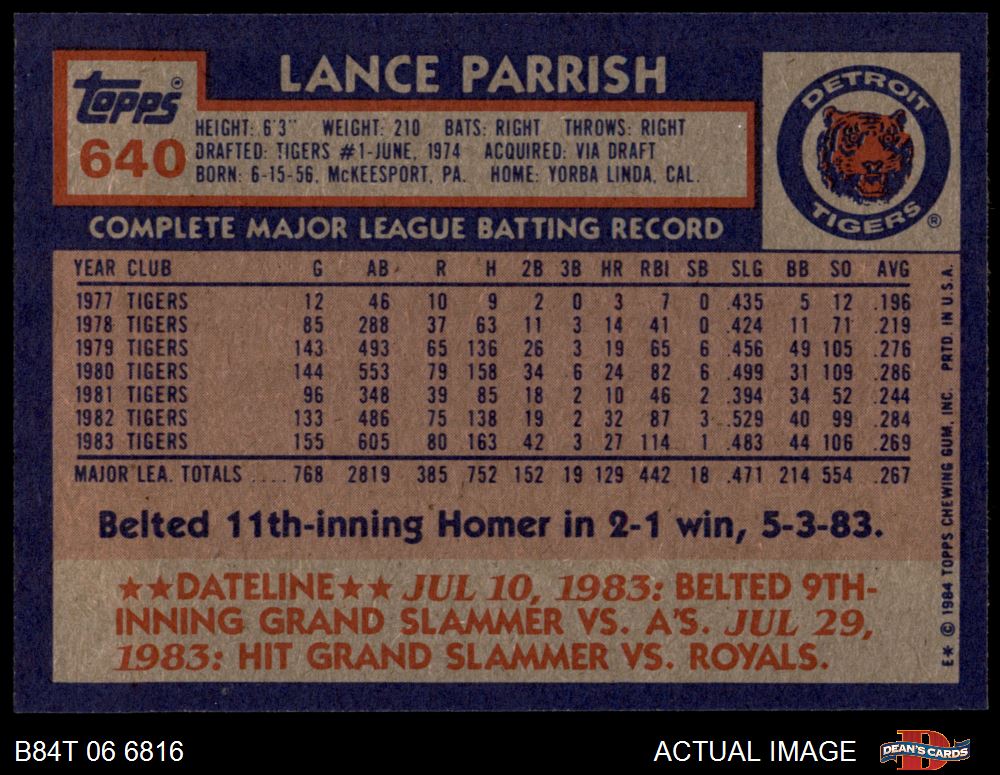 LANCE PARRISH
Topps®
640
HEIGHT: 6'3" WEIGHT: 210 BATS: RIGHT THROWS: RIGHT
DRAFTED: TIGERS #1-JUNE, 1974 ACQUIRED: VIA DRAFT
BORN: 6-15-56, McKEESPORT, PA. HOME: YORBA LINDA, CAL.
DETROIT
TIGERS®
COMPLETE MAJOR LEAGUE BATTING RECORD
YEAR CLUB G AB R H 2B 3B HR RBI SB SLG BB SO AVG
1977 TIGERS 12 46 10 9 2 0 3 7 0 .435 5 12 .196
1978 TIGERS 85 288 37 63 11 3 14 41 0 .424 11 71 .219
1979 TIGERS 143 493 65 136 26 3 19 65 6 .456 49 105 .276
1980 TIGERS 144 553 79 158 34 6 24 82 6 .499 31 109 .286
1981 TIGERS 96 348 39 85 18 2 10 46 2 .394 34 52 .244
1982 TIGERS 133 486 75 138 19 2 32 87 3 .529 40 99 .284
1983 TIGERS 155 605 80 163 42 3 27 114 1 .483 44 106 .269
MAJOR LEA. TOTALS .... 768 2819 385 752 152 19 129 442 18 .471 214 554 .267
Belted 11th-inning Homer in 2-1 win, 5-3-83.
★★DATELINE★★ JUL 10, 1983: BELTED 9TH-
INNING GRAND SLAMMER VS. A'S. JUL 29,
1983: HIT GRAND SLAMMER VS. ROYALS.
E* © 1984 TOPPS CHEWING GUM, INC. PRTD. IN U.S.A.
B84T 06 6816
ACTUAL IMAGE
D
DEAN'S CARDS